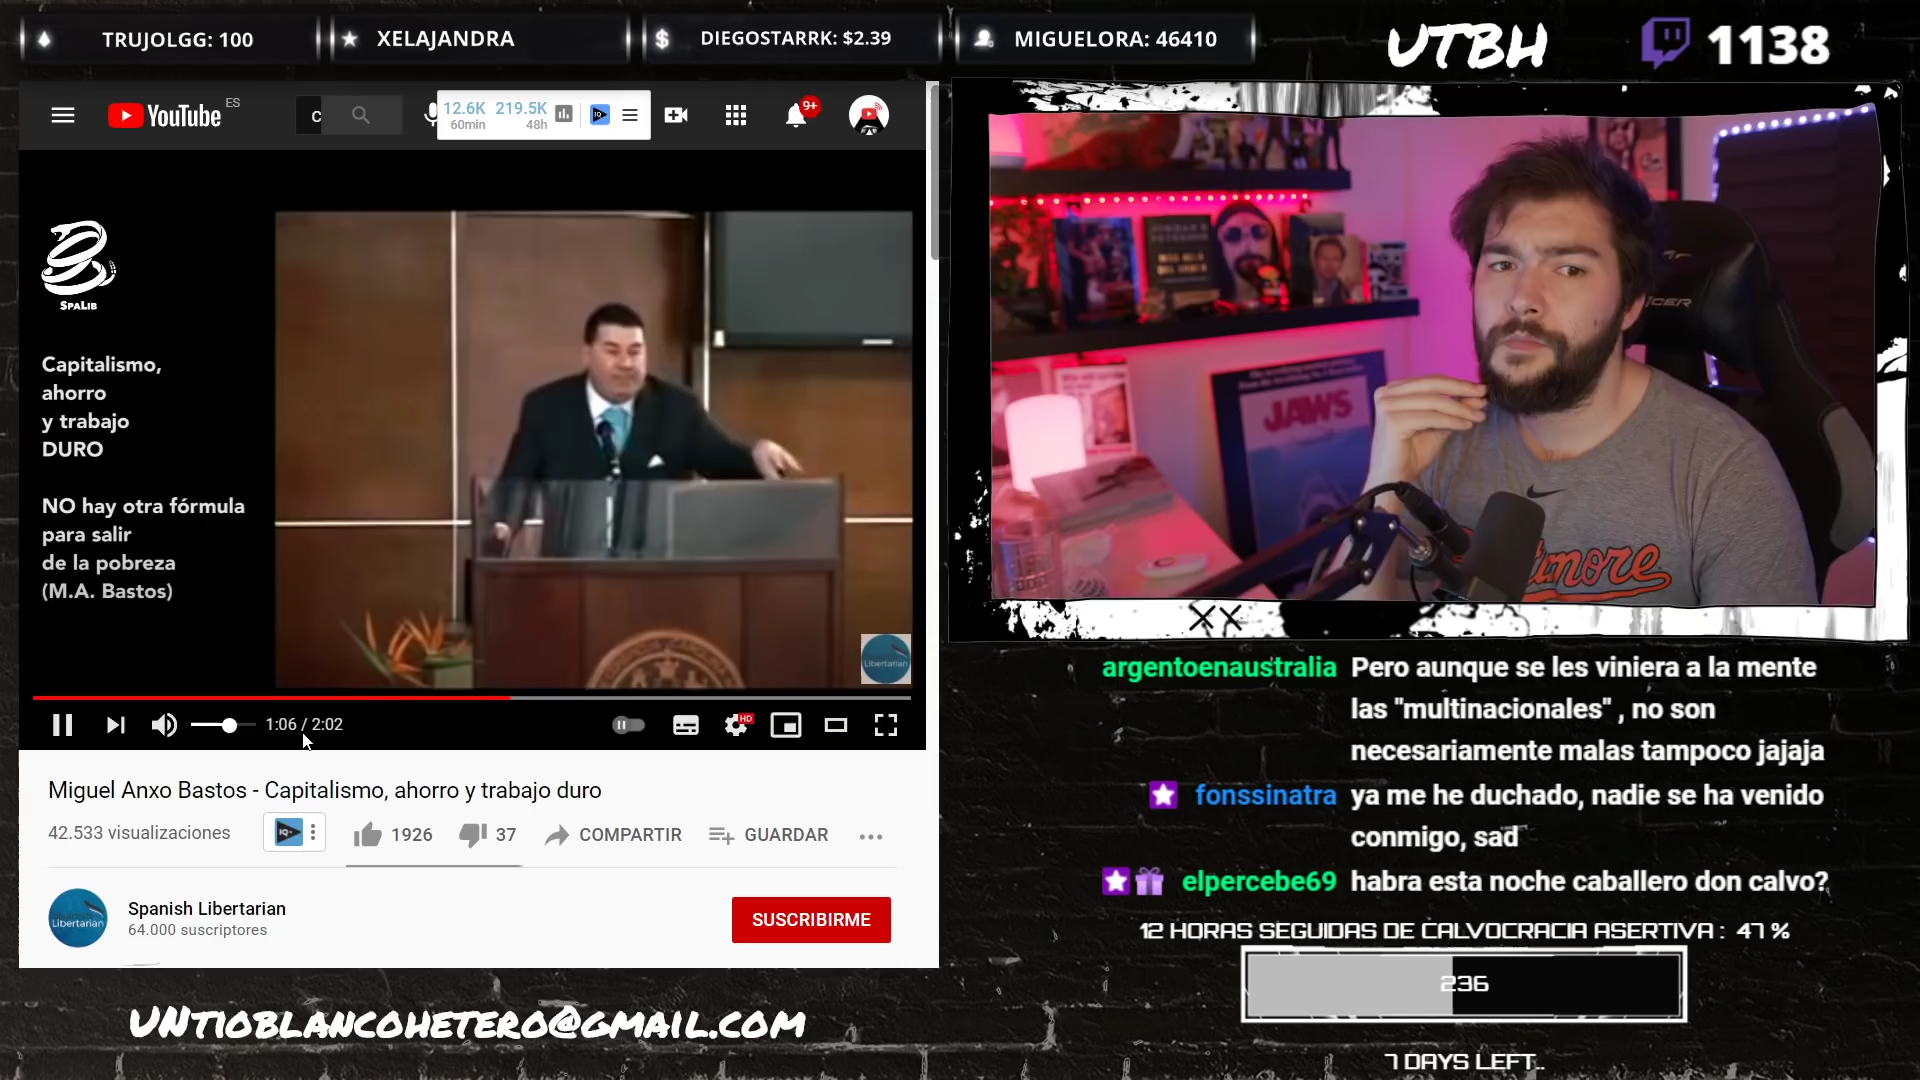 TRUJOLGG: 100
XELAJANDRA
DIEGOSTARRK: $2.39
MIGUELORA: 46410
UTBH
1138
YouTube
ES
c
12.6K 219.5K
60min 48h
9+
SPALIB
Capitalismo,
ahorro
y trabajo
DURO
NO hay otra fórmula
para salir
de la pobreza
(M.A. Bastos)
Libertarian
1:06 / 2:02
HD
Miguel Anxo Bastos - Capitalismo, ahorro y trabajo duro
42.533 visualizaciones
IQ
1926
37
COMPARTIR
GUARDAR
Libertarian
Spanish Libertarian
64.000 suscriptores
SUSCRIBIRME
UNTIOBLANCOHETERO@GMAIL.COM
JAWS
argentoenaustralia Pero aunque se les viniera a la mente
las "multinacionales" , no son
necesariamente malas tampoco jajaja
fonssinatra ya me he duchado, nadie se ha venido
conmigo, sad
elpercebe69 habra esta noche caballero don calvo?
12 HORAS SEGUIDAS DE CALVOCRACIA ASERTIVA : 47 %
236
7 DAYS LEFT..